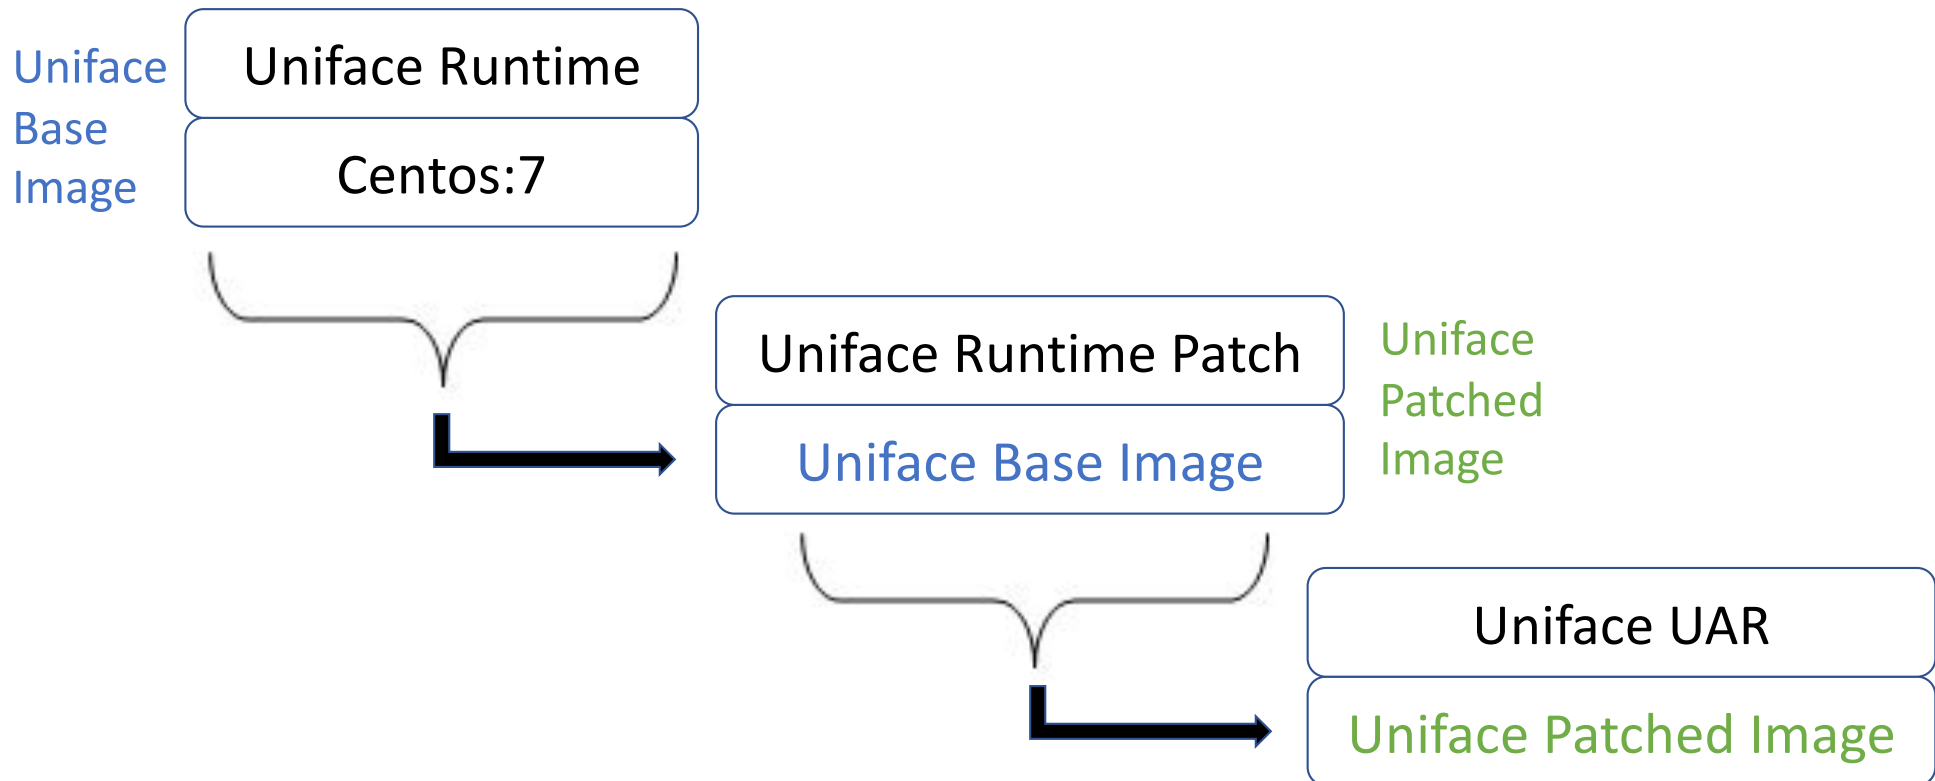 Uniface
Base
Image
Uniface Runtime
Centos:7
Uniface Runtime Patch
Uniface Base Image
Uniface
Patched
Image
Uniface UAR
Uniface Patched Image